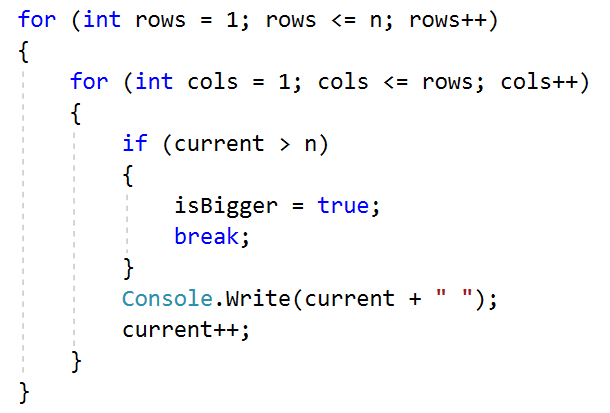 for (int rows = 1; rows <= n; rows++)
{
    for (int cols = 1; cols <= rows; cols++)
    {
        if (current > n)
        {
            isBigger = true;
            break;
        }
        Console.Write(current + " ");
        current++;
    }
}